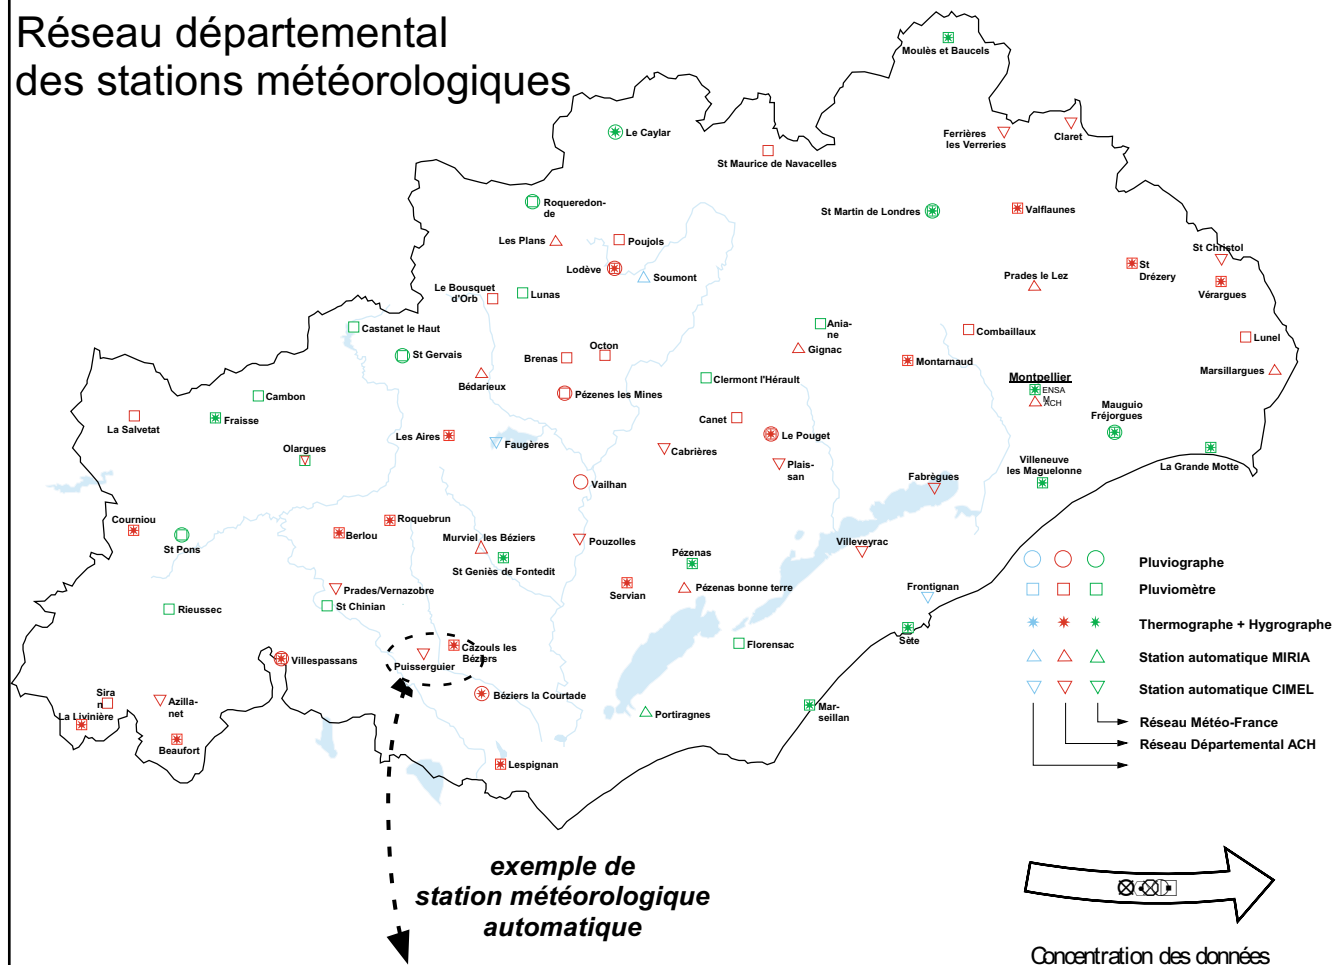 Réseau départemental
des stations météorologiques
Moulès et Baucels
Le Caylar
Ferrières
les Verreries
Claret
St Maurice de Navacelles
Roqueredon-
de
St Martin de Londres
Valflaunes
Les Plans
Poujols
St Christol
Lodève
Soumont
St
Drézery
Prades le Lez
Vérargues
Le Bousquet
d'Orb
Lunas
Castanet le Haut
Ania-
ne
Combaillaux
Lunel
St Gervais
Octon
Brenas
Gignac
Montarnaud
Marsillargues
Bédarieux
Clermont l'Hérault
Montpellier
ENSA
M
ACH
Cambon
Pézenes les Mines
Mauguio
Fréjorgues
La Salvetat
Fraisse
Canet
Les Aires
Le Pouget
Olargues
Faugères
Cabrières
Plais-
san
Villeneuve
les Maguelonne
La Grande Motte
Fabrègues
Vailhan
Courniou
Roquebrun
Berlou
St Pons
Murviel les Béziers
Pouzolles
Villeveyrac
St Geniès de Fontedit
Pézenas
Pluviographe
Prades/Vernazobre
Servian
Pézenas bonne terre
Frontignan
Pluviomètre
Rieussec
St Chinian
Thermographe + Hygrographe
Sète
Florensac
Cazouls les
Béziers
Villespassans
Puisserguier
Station automatique MIRIA
Sira
n
Azilla-
net
Béziers la Courtade
Station automatique CIMEL
La Livinière
Portiragnes
Mar-
seillan
Réseau Météo-France
Beaufort
Réseau Départemental ACH
Lespignan
exemple de
station météorologique
automatique
Concentration des données